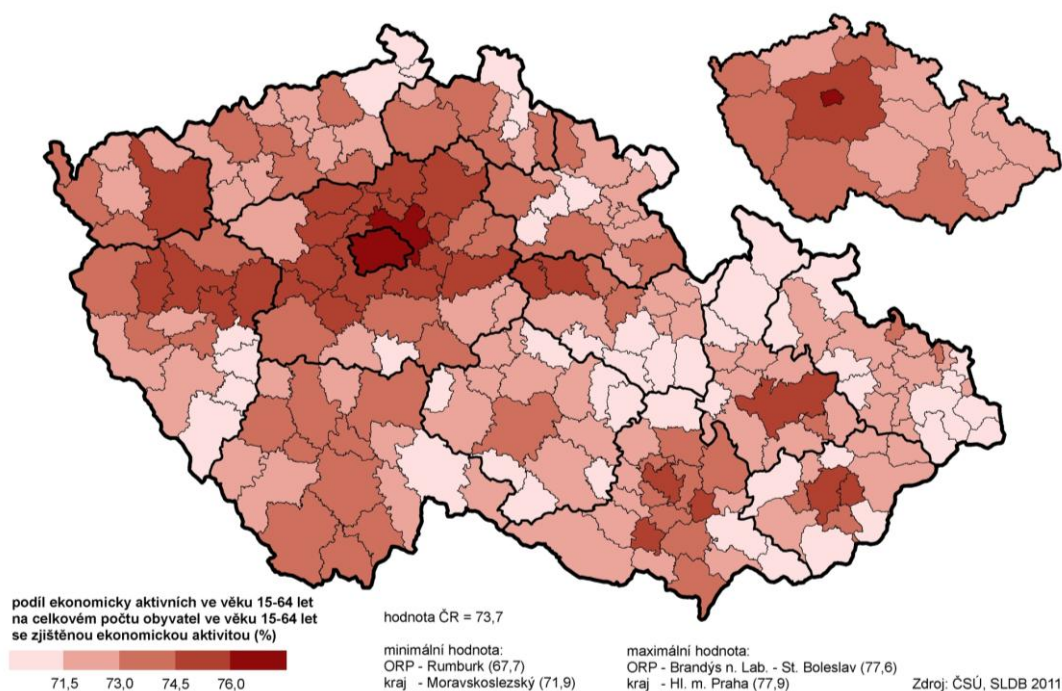 podíl ekonomicky aktivních ve věku 15-64 let
na celkovém počtu obyvatel ve věku 15-64 let
se zjištěnou ekonomickou aktivitou (%)
71,5 73,0 74,5 76,0
hodnota ČR = 73,7
minimální hodnota:
ORP - Rumburk (67,7)
kraj - Moravskoslezský (71,9)
maximální hodnota:
ORP - Brandýs n. Lab. - St. Boleslav (77,6)
kraj - Hl. m. Praha (77,9)
Zdroj: ČSÚ, SLDB 2011